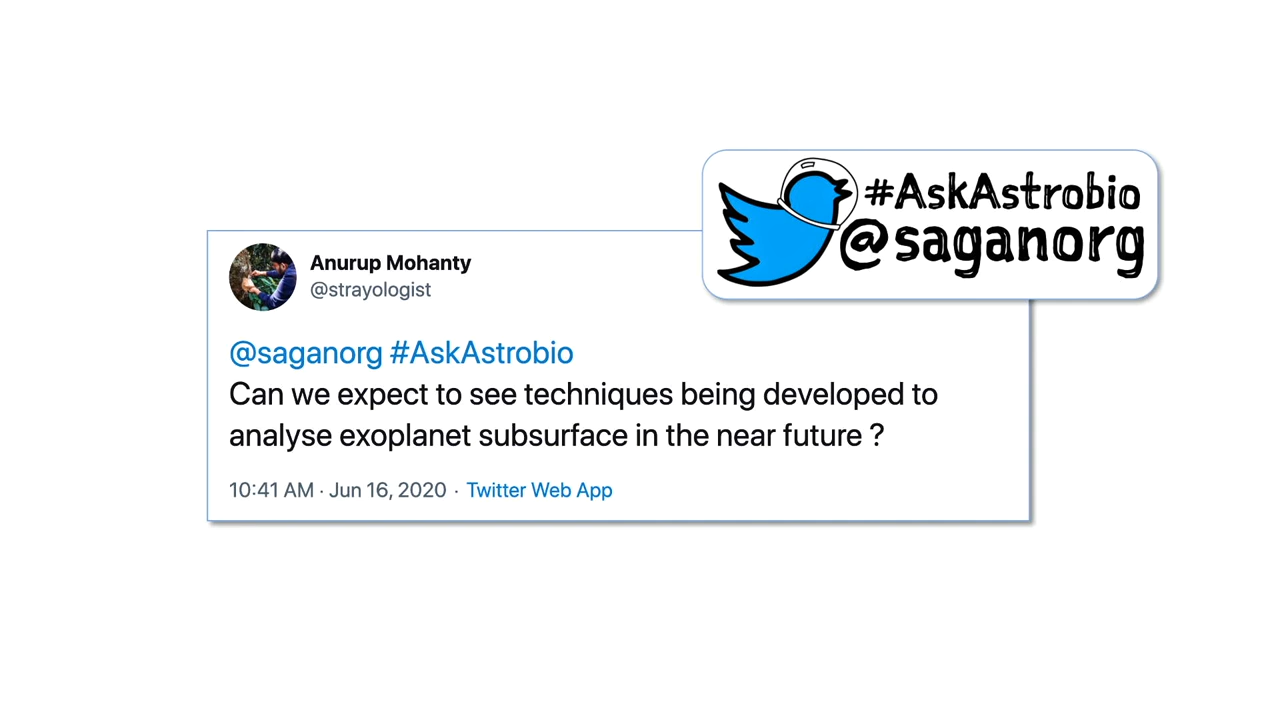 #AskAstrobio
@saganorg
Anurup Mohanty
@strayologist
@saganorg #AskAstrobio
Can we expect to see techniques being developed to
analyse exoplanet subsurface in the near future ?
10:41 AM · Jun 16, 2020 · Twitter Web App